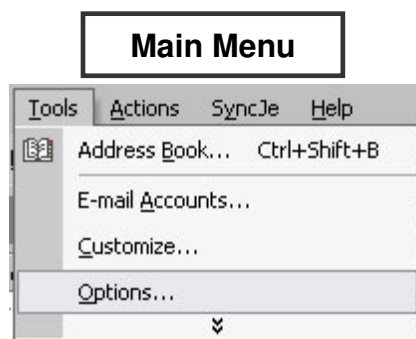 Main Menu
Tools Actions SyncJe Help
Address Book... Ctrl+Shift+B
E-mail Accounts...
Customize...
Options...